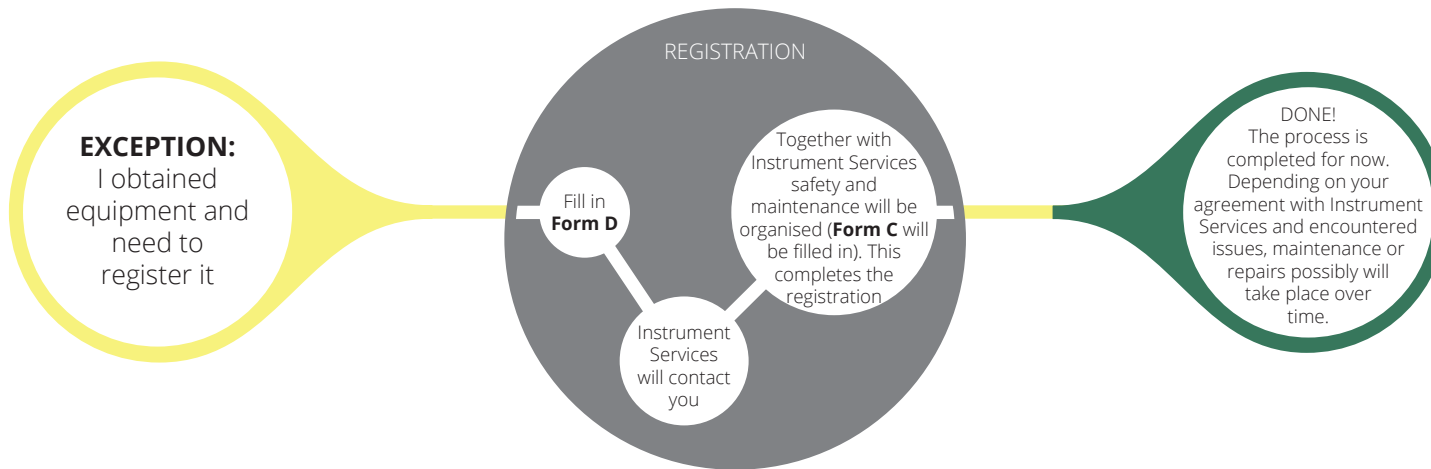 EXCEPTION:
I obtained
equipment and
need to
register it
REGISTRATION
Fill in
Form D
Instrument
Services
will contact
you
Together with
Instrument Services
safety and
maintenance will be
organised (Form C will
be filled in). This
completes the
registration
DONE!
The process is
completed for now.
Depending on your
agreement with Instrument
Services and encountered
issues, maintenance or
repairs possibly will
take place over
time.